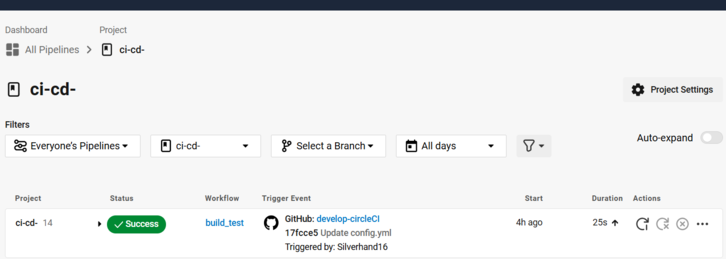 Dashboard Project
All Pipelines ci-cd-
ci-cd-
Project Settings
Filters
Everyone's Pipelines ci-cd- Select a Branch All days
Auto-expand
Project Status Workflow Trigger Event Start Duration Actions
ci-cd- 14 Success build_test GitHub: develop-circleCI 4h ago 25s
17fcce5 Update config.yml
Triggered by: Silverhand16